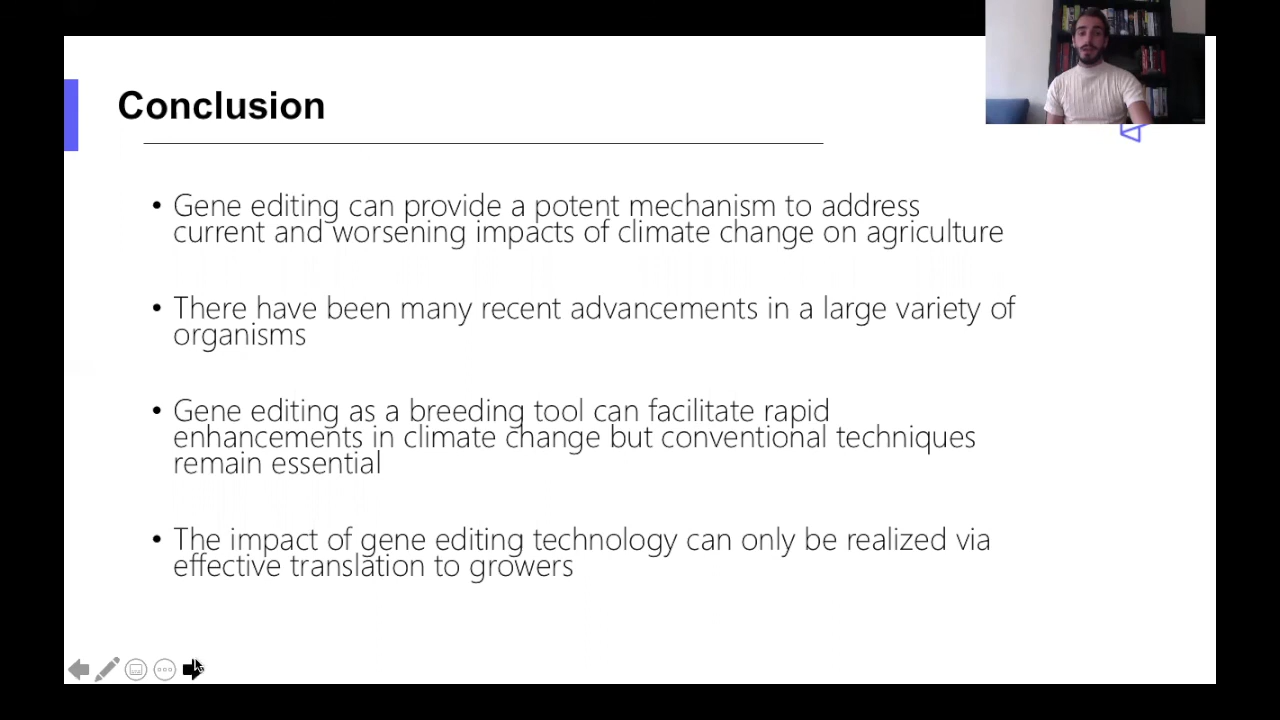 Conclusion
• Gene editing can provide a potent mechanism to address
current and worsening impacts of climate change on agriculture
• There have been many recent advancements in a large variety of
organisms
• Gene editing as a breeding tool can facilitate rapid
enhancements in climate change but conventional techniques
remain essential
• The impact of gene editing technology can only be realized via
effective translation to growers